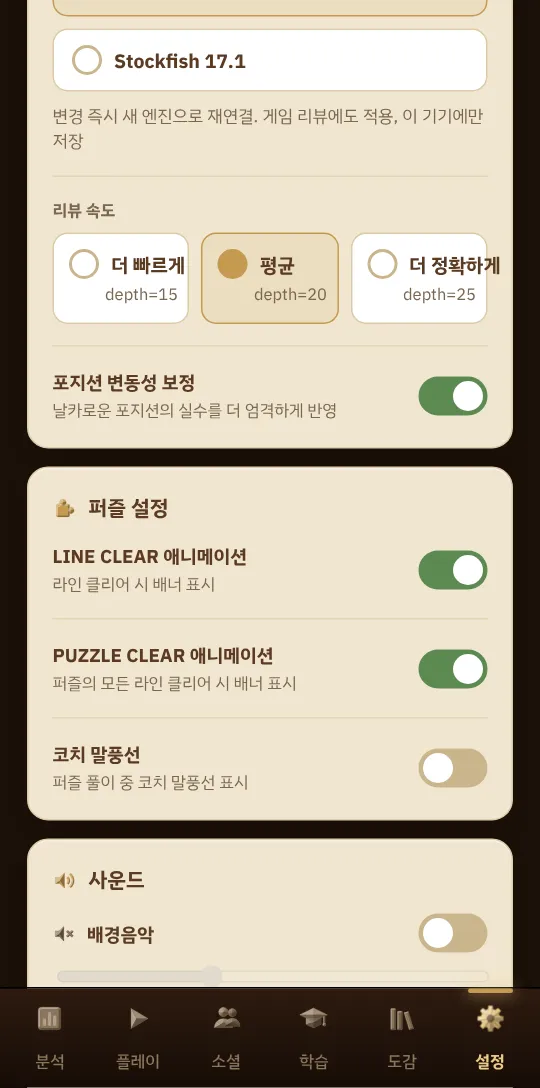 Stockfish 17.1
변경 즉시 새 엔진으로 재연결. 게임 리뷰에도 적용, 이 기기에만
저장
리뷰 속도
더 빠르게
depth=15
평균
depth=20
더 정확하게
depth=25
포지션 변동성 보정
날카로운 포지션의 실수를 더 엄격하게 반영
퍼즐 설정
LINE CLEAR 애니메이션
라인 클리어 시 배너 표시
PUZZLE CLEAR 애니메이션
퍼즐의 모든 라인 클리어 시 배너 표시
코치 말풍선
퍼즐 풀이 중 코치 말풍선 표시
사운드
배경음악
분석
플레이
소셜
학습
도감
설정